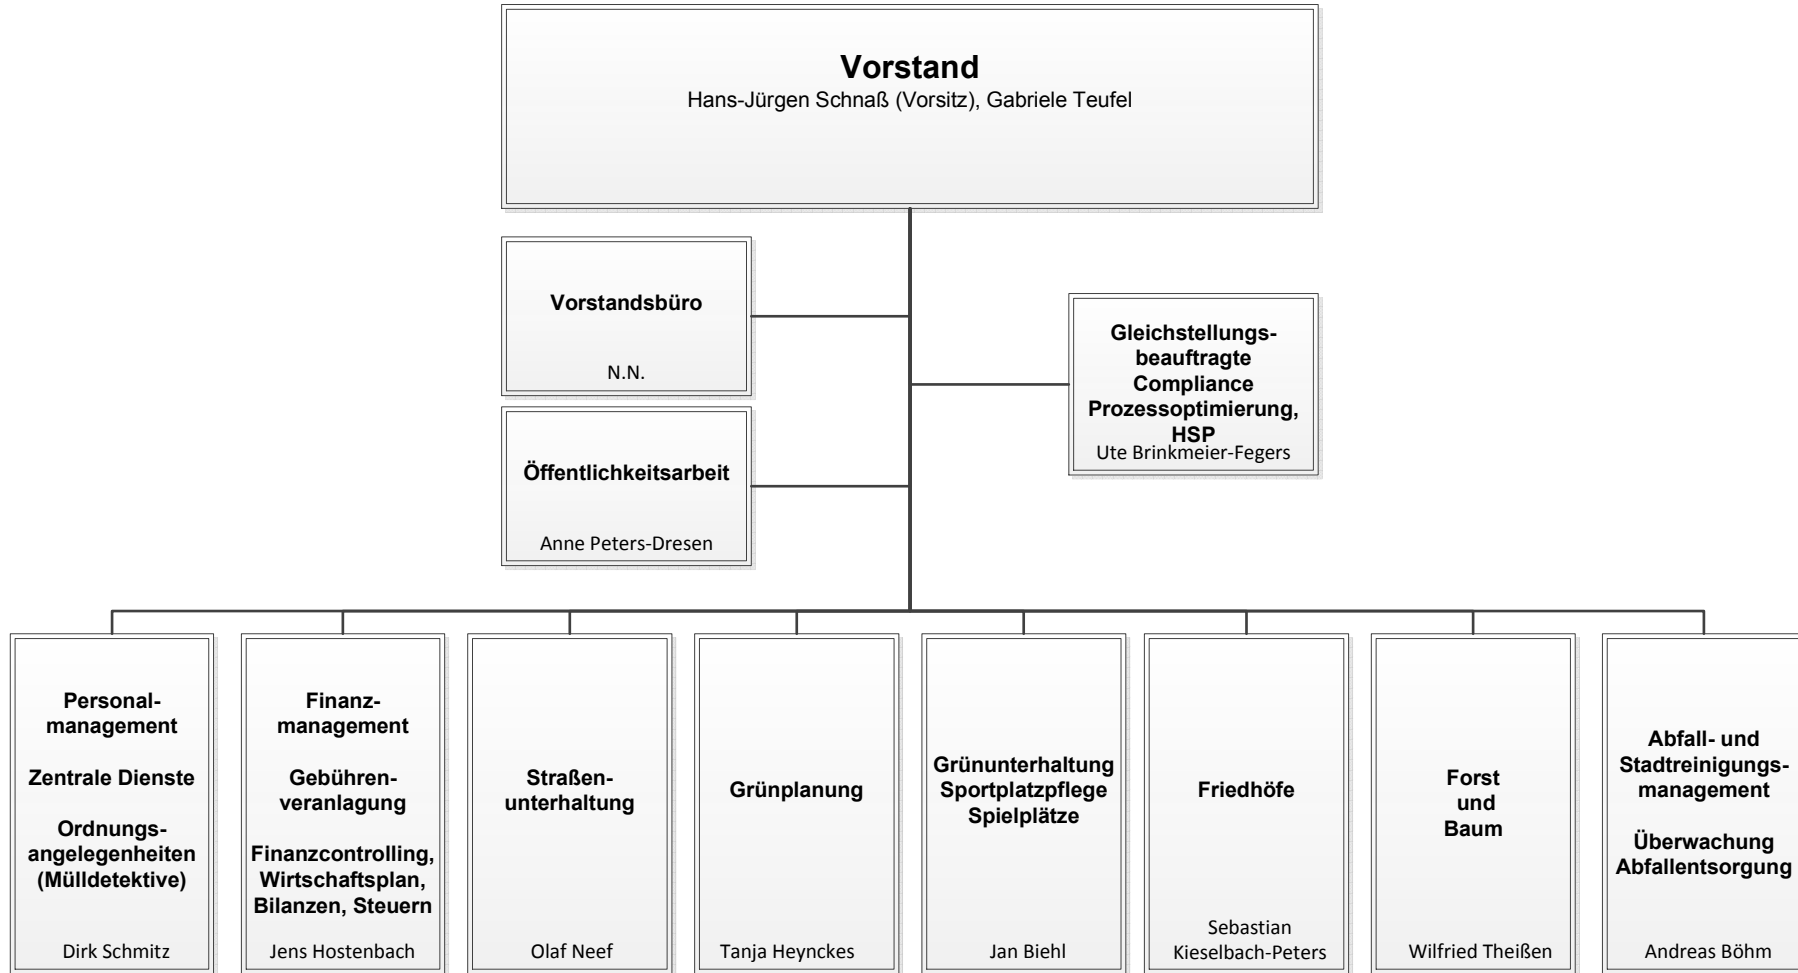 Vorstand
Hans-Jürgen Schnaß (Vorsitz), Gabriele Teufel
Vorstandsbüro
N.N.
Gleichstellungs-
beauftragte
Compliance
Prozessoptimierung,
HSP
Ute Brinkmeier-Fegers
Öffentlichkeitsarbeit
Anne Peters-Dresen
Personal-
management
Zentrale Dienste
Ordnungs-
angelegenheiten
(Mülldetektive)
Dirk Schmitz
Finanz-
management
Gebühren-
veranlagung
Finanzcontrolling,
Wirtschaftsplan,
Bilanzen, Steuern
Jens Hostenbach
Straßen-
unterhaltung
Olaf Neef
Grünplanung
Tanja Heynckes
Grünunterhaltung
Sportplatzpflege
Spielplätze
Jan Biehl
Friedhöfe
Sebastian
Kieselbach-Peters
Forst
und
Baum
Wilfried Theißen
Abfall- und
Stadtreinigungs-
management
Überwachung
Abfallentsorgung
Andreas Böhm